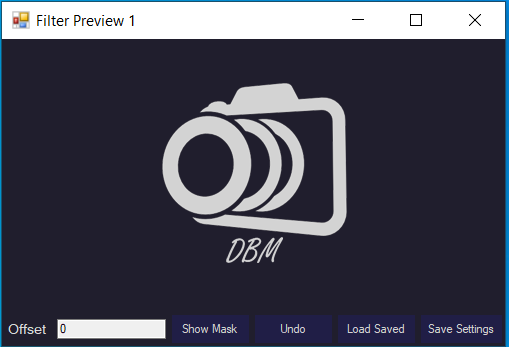 Filter Preview 1
DBM
Offset 0 Show Mask Undo Load Saved Save Settings